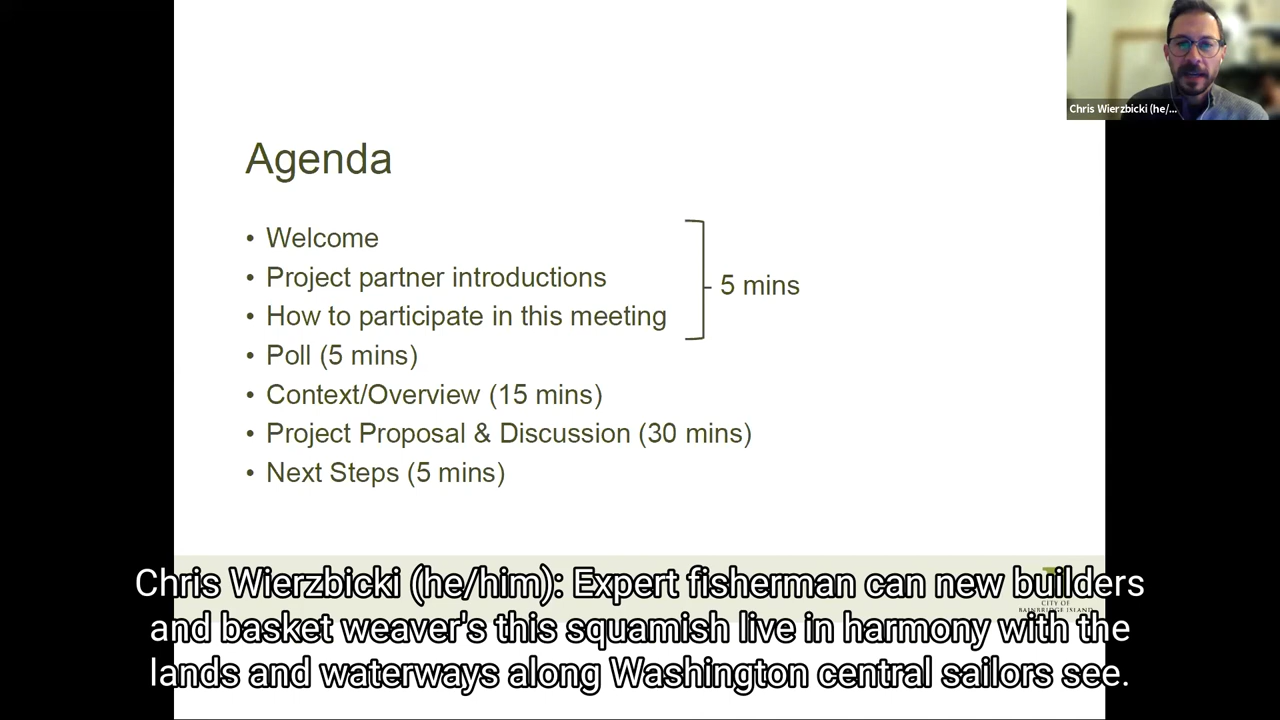 Chris Wierzbicki (he/...
Agenda
• Welcome
• Project partner introductions
• How to participate in this meeting
5 mins
• Poll (5 mins)
• Context/Overview (15 mins)
• Project Proposal & Discussion (30 mins)
• Next Steps (5 mins)
CITY OF
BAINBRIDGE ISLAND
Chris Wierzbicki (he/him): Expert fisherman can new builders
and basket weaver's this squamish live in harmony with the
lands and waterways along Washington central sailors see.